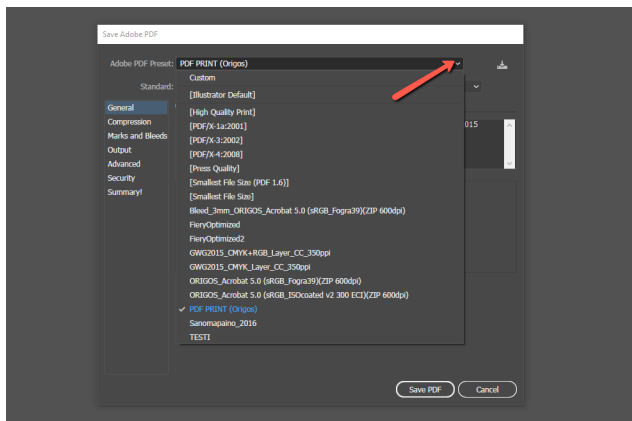 Save Adobe PDF
Adobe PDF Preset: PDF PRINT (Origos)
Custom
Standard:
[Illustrator Default]
General
[High Quality Print]
Compression
[PDF/X-1a:2001]
015
Marks and Bleeds
[PDF/X-3:2002]
Output
[PDF/X-4:2008]
Advanced
[Press Quality]
Security
[Smallest File Size (PDF 1.6)]
Summary!
[Smallest File Size]
Bleed_3mm_ORIGOS_Acrobat 5.0 (sRGB_Fogra39)(ZIP 600dpi)
FieryOptimized
FieryOptimized2
GWG2015_CMYK+RGB_Layer_CC_350ppi
GWG2015_CMYK_Layer_CC_350ppi
ORIGOS_Acrobat 5.0 (sRGB_Fogra39)(ZIP 600dpi)
ORIGOS_Acrobat 5.0 (sRGB_ISOcoated v2 300 ECI)(ZIP 600dpi)
PDF PRINT (Origos)
Sanomapaino_2016
TESTI
Save PDF
Cancel